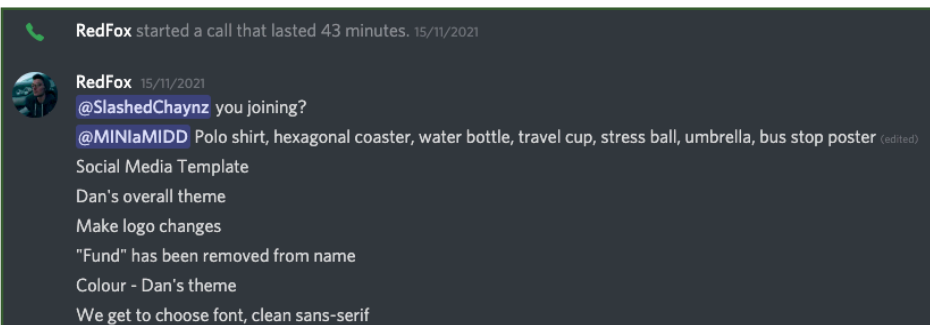 RedFox started a call that lasted 43 minutes. 15/11/2021
RedFox 15/11/2021
@SlashedChaynz you joining?
@MINIaMIDD Polo shirt, hexagonal coaster, water bottle, travel cup, stress ball, umbrella, bus stop poster (edited)
Social Media Template
Dan's overall theme
Make logo changes
"Fund" has been removed from name
Colour - Dan's theme
We get to choose font, clean sans-serif